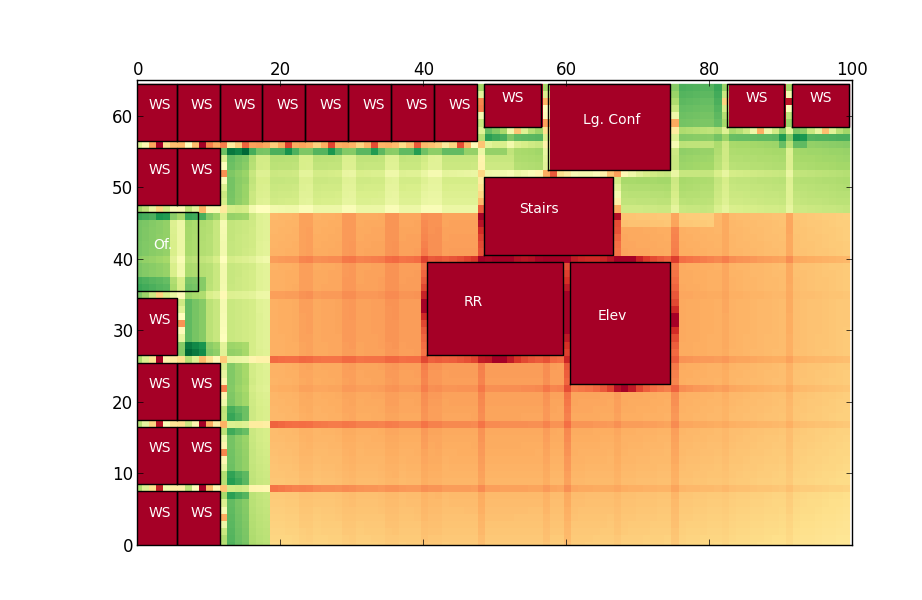 0 20 40 60 80 100
60
WS WS WS WS WS WS WS WS WS Lg. Conf WS WS
50
WS WS
Stairs
40
Of.
30
WS RR Elev
20
WS WS
10
WS WS
0
WS WS